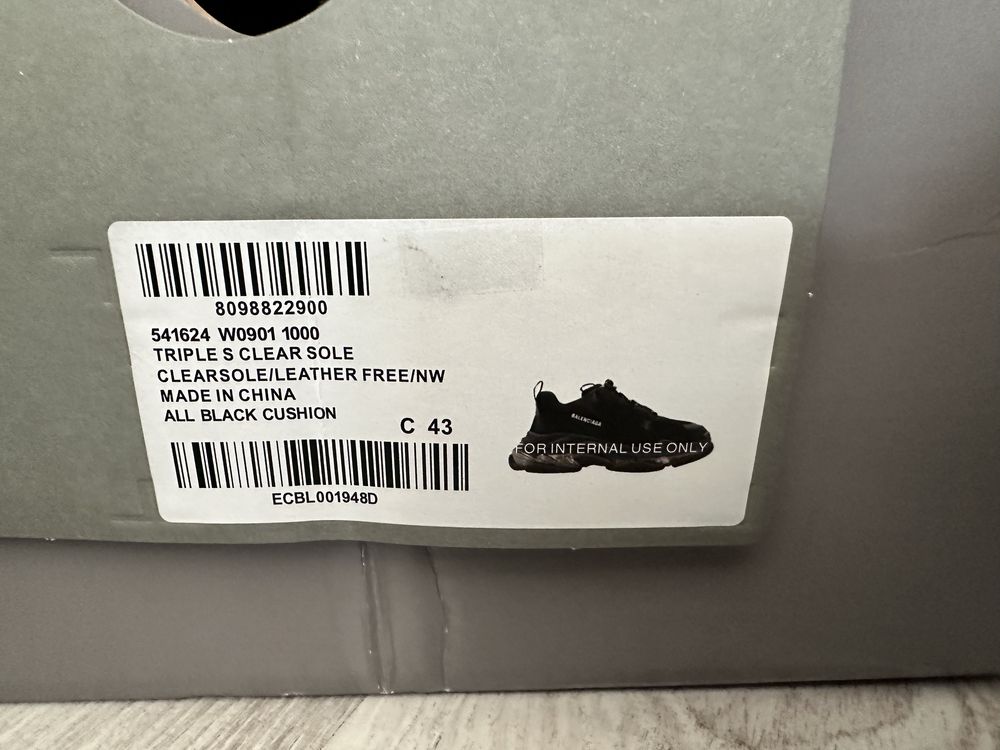 8098822900
541624 W0901 1000
TRIPLE S CLEAR SOLE
CLEARSOLE/LEATHER FREE/NW
MADE IN CHINA
ALL BLACK CUSHION
C 43
ECBL001948D
BALENCIAGA
FOR INTERNAL USE ONLY